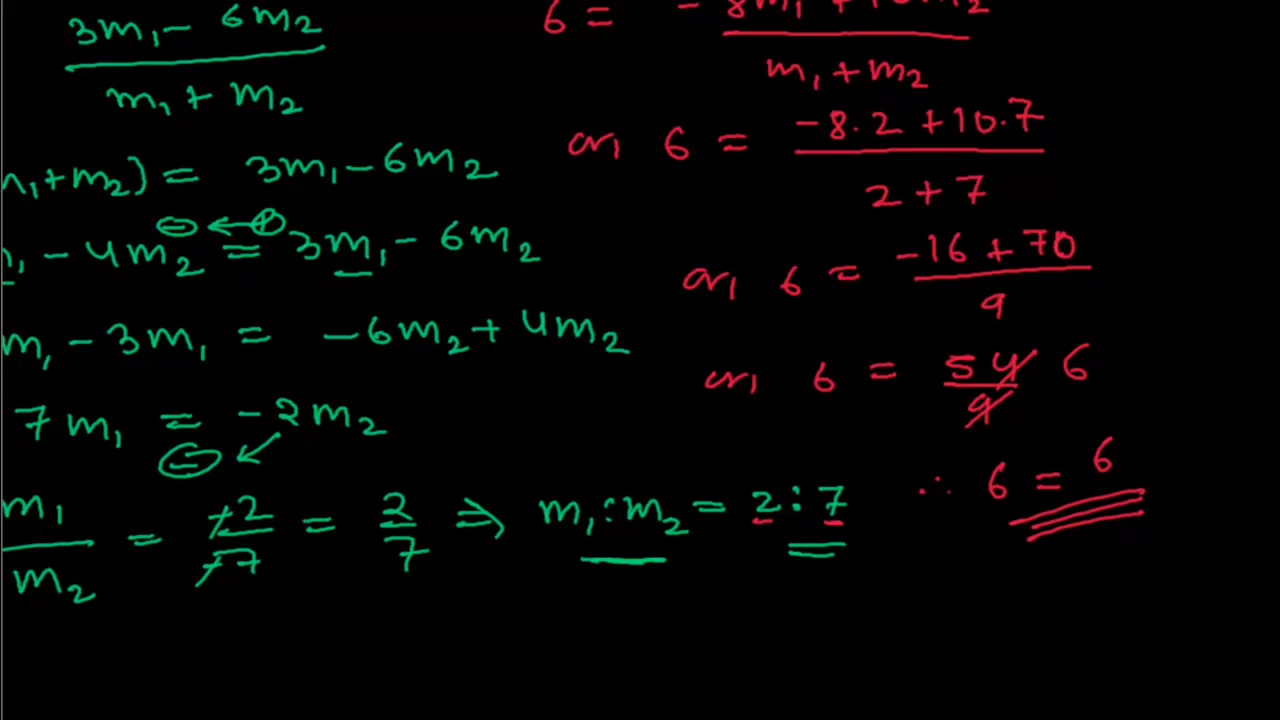 3m₁ - 6m₂
m₁ + m₂
m₁+m₂) = 3m₁ - 6m₂
- 4m₂ = 3m₁ - 6m₂
⊖ ← ⊕
m₁ - 3m₁ = -6m₂ + 4m₂
7m₁ = -2m₂
⊖
m₁/m₂ = -2/-7 = 2/7 ⇒ m₁:m₂ = 2:7
6 = - 8m₁ + 10m₂
m₁ + m₂
or, 6 = -8.2 + 10.7
2 + 7
or, 6 = -16 + 70
9
or, 6 = 54 6
9
∴ 6 = 6